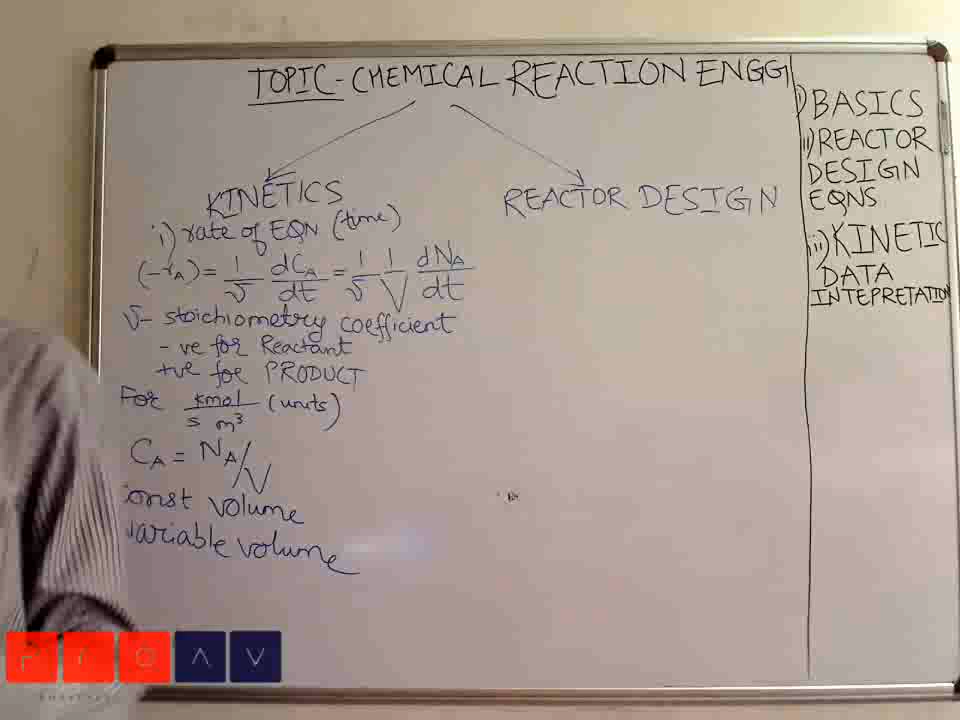 TOPIC - CHEMICAL REACTION ENGG
KINETICS
i) rate of EQN (time)
(-rA) = 1/ν dCA/dt = 1/ν 1/V dNA/dt
ν - stoichiometry coefficient
- ve for Reactant
+ve for PRODUCT
For kmol/s m³ (units)
CA = NA/V
onst volume
variable volume
REACTOR DESIGN
i) BASICS
ii) REACTOR
DESIGN
EQNS
iii) KINETIC
DATA
INTEPRETATION